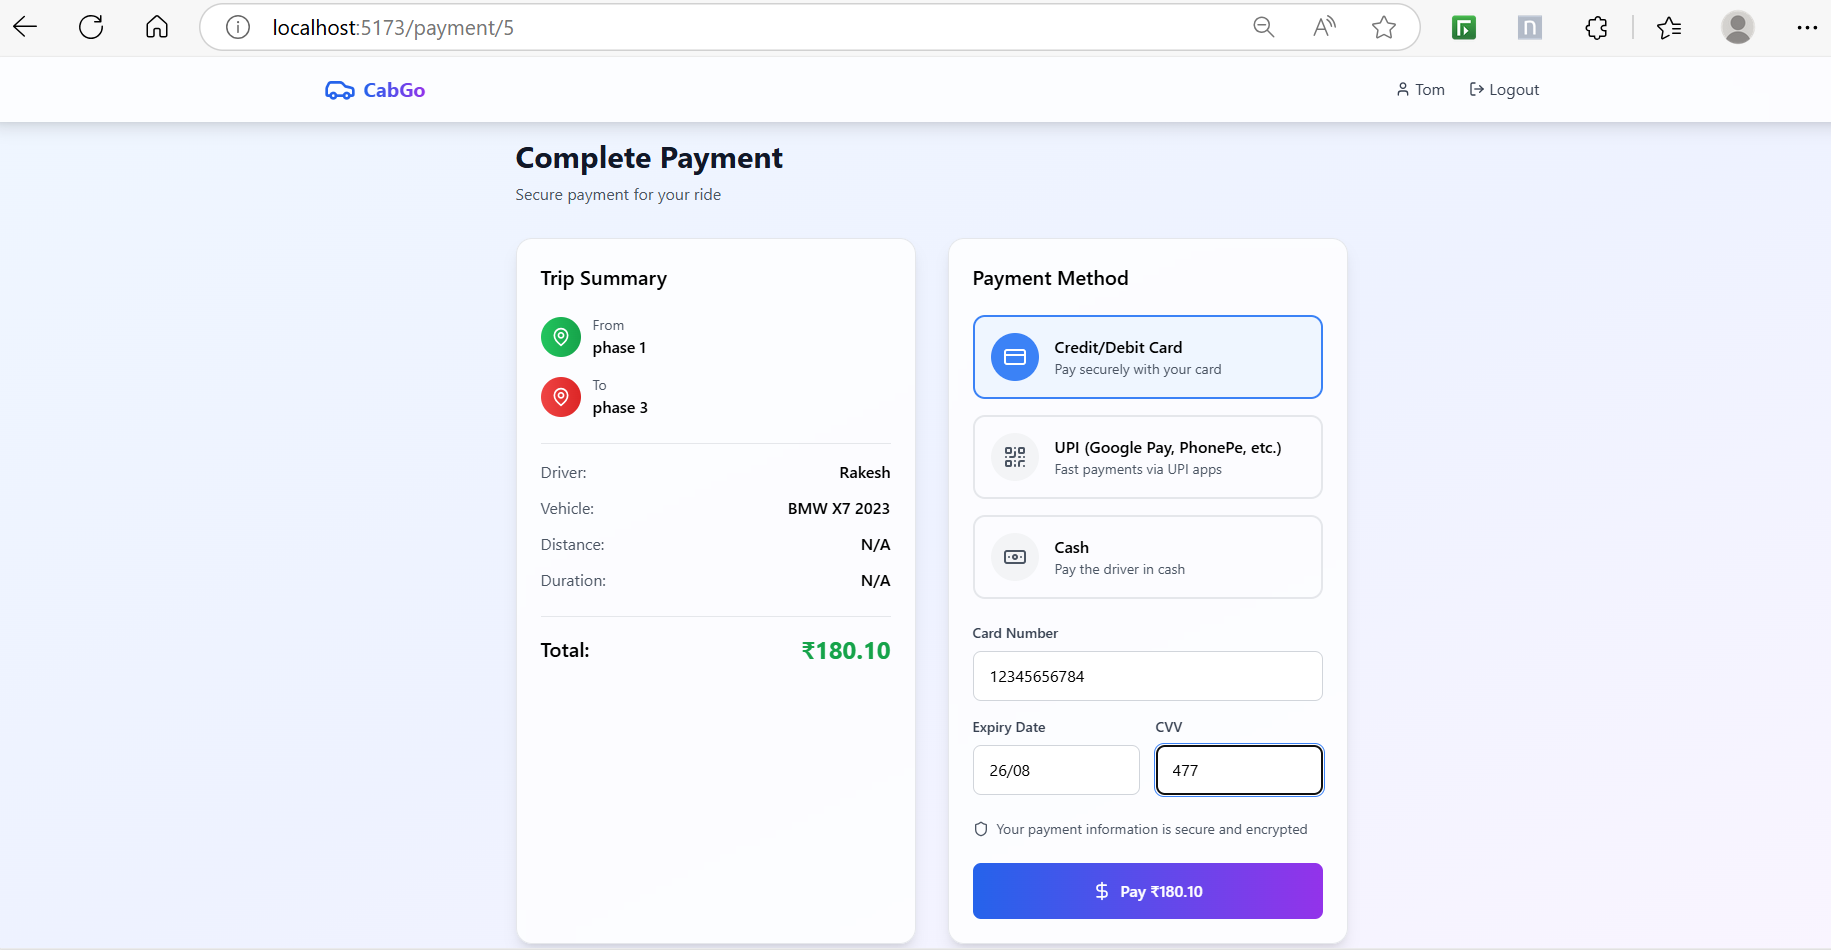 localhost:5173/payment/5
CabGo
Tom
Logout
Complete Payment
Secure payment for your ride
Trip Summary
From
phase 1
To
phase 3
Driver: Rakesh
Vehicle: BMW X7 2023
Distance: N/A
Duration: N/A
Total: ₹180.10
Payment Method
Credit/Debit Card
Pay securely with your card
UPI (Google Pay, PhonePe, etc.)
Fast payments via UPI apps
Cash
Pay the driver in cash
Card Number
12345656784
Expiry Date CVV
26/08 477
Your payment information is secure and encrypted
$ Pay ₹180.10